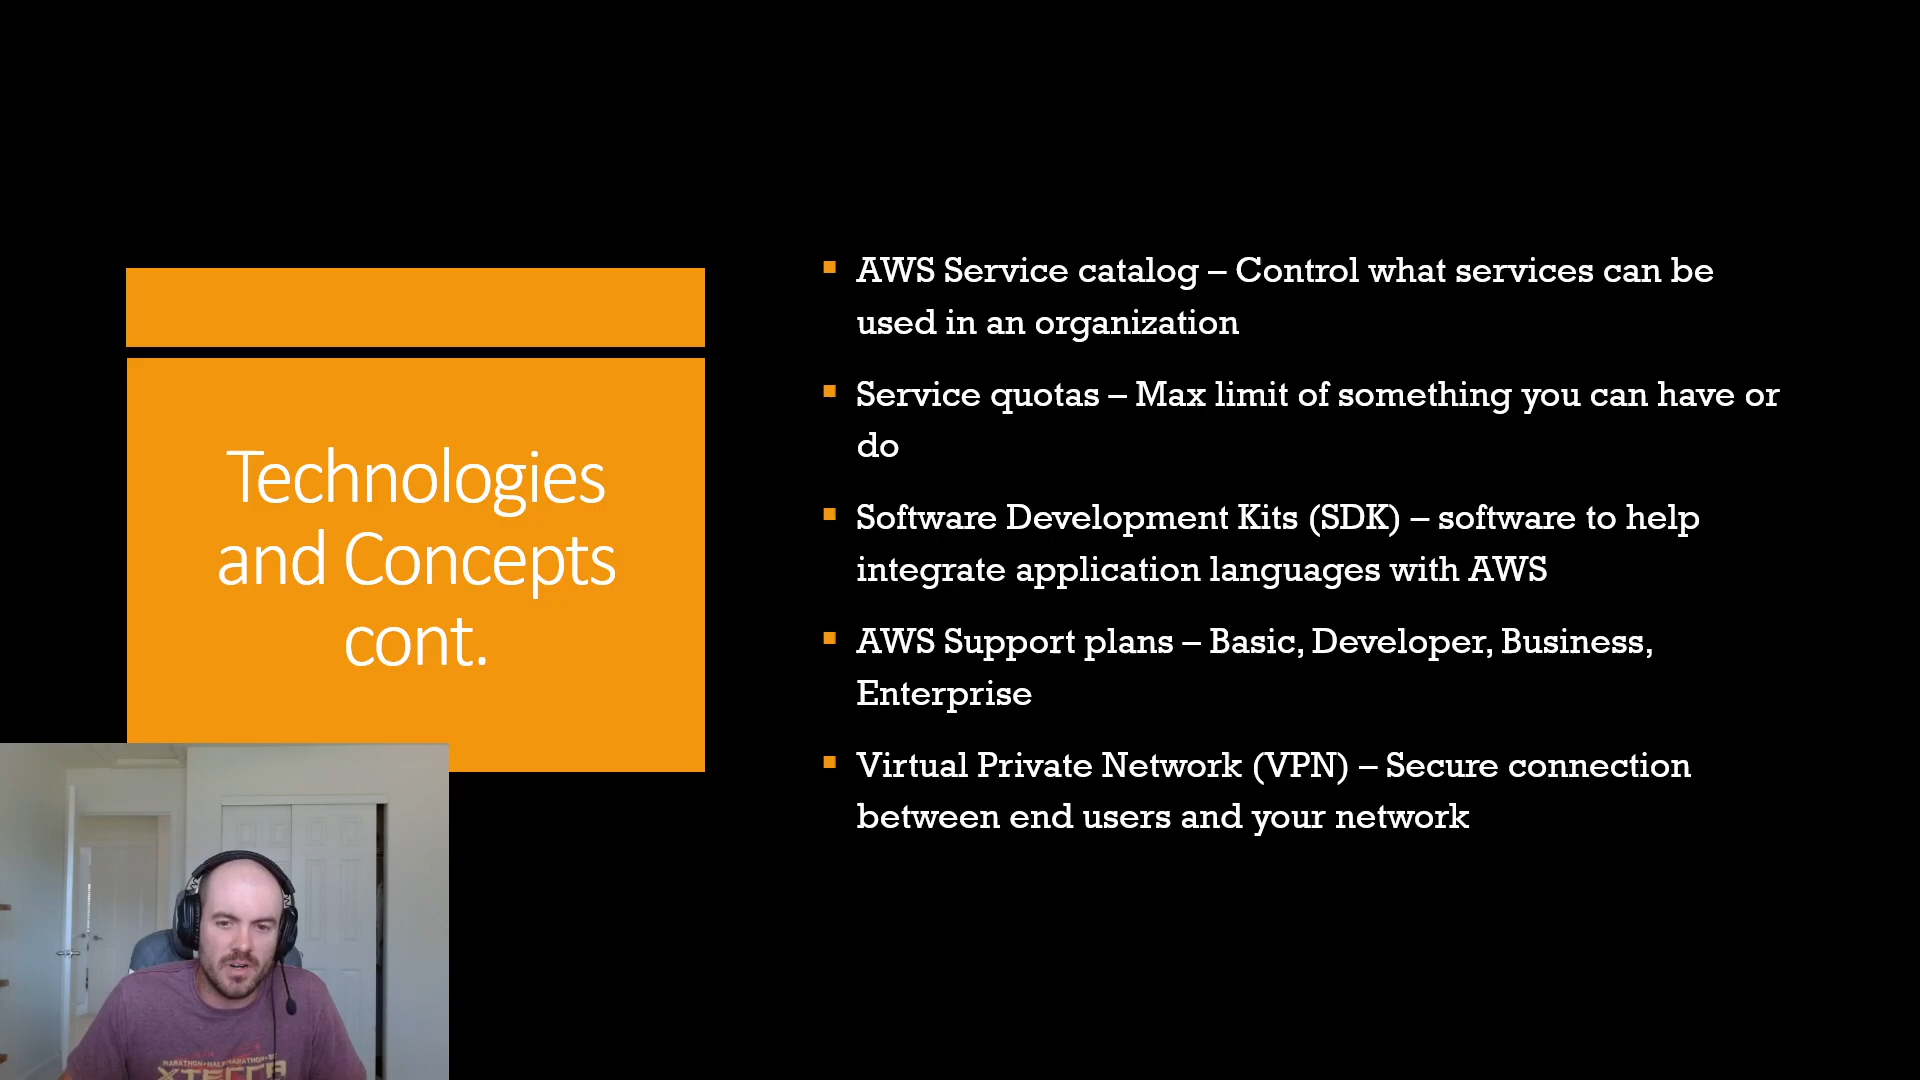 Technologies
and Concepts
cont.
AWS Service catalog – Control what services can be
used in an organization
Service quotas – Max limit of something you can have or
do
Software Development Kits (SDK) – software to help
integrate application languages with AWS
AWS Support plans – Basic, Developer, Business,
Enterprise
Virtual Private Network (VPN) – Secure connection
between end users and your network
XTERRA